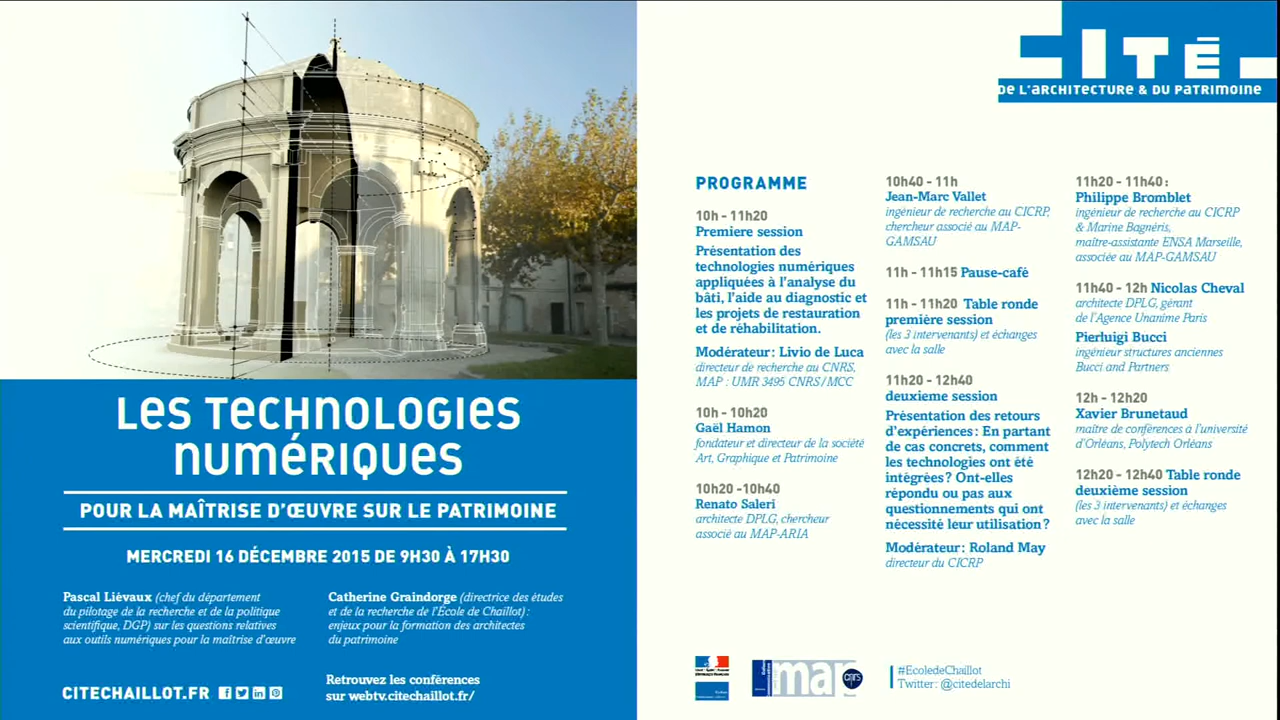 Les Technologies
numériques
POUR LA MAÎTRISE D'ŒUVRE SUR LE PATRIMOINE
MERCREDI 16 DÉCEMBRE 2015 DE 9H30 À 17H30
Pascal Liévaux (chef du département
du pilotage de la recherche et de la politique
scientifique, DGP) sur les questions relatives
aux outils numériques pour la maîtrise d'œuvre
Catherine Graindorge (directrice des études
et de la recherche de l'École de Chaillot) :
enjeux pour la formation des architectes
du patrimoine
CITECHAILLOT.FR
Retrouvez les conférences
sur webtv.citechaillot.fr/
CITÉ
DE L'ARCHITECTURE & DU PATRIMOINE
PROGRAMME
10h - 11h20
Premiere session
Présentation des
technologies numériques
appliquées à l'analyse du
bâti, l'aide au diagnostic et
les projets de restauration
et de réhabilitation.
Modérateur : Livio de Luca
directeur de recherche au CNRS,
MAP : UMR 3495 CNRS/MCC
10h - 10h20
Gaël Hamon
fondateur et directeur de la société
Art, Graphique et Patrimoine
10h20 -10h40
Renato Saleri
architecte DPLG, chercheur
associé au MAP-ARIA
10h40 - 11h
Jean-Marc Vallet
ingénieur de recherche au CICRP,
chercheur associé au MAP-
GAMSAU
11h - 11h15 Pause-café
11h - 11h20 Table ronde
première session
(les 3 intervenants) et échanges
avec la salle
11h20 - 12h40
deuxieme session
Présentation des retours
d'expériences : En partant
de cas concrets, comment
les technologies ont été
intégrées ? Ont-elles
répondu ou pas aux
questionnements qui ont
nécessité leur utilisation ?
Modérateur : Roland May
directeur du CICRP
11h20 - 11h40 :
Philippe Bromblet
ingénieur de recherche au CICRP
& Marine Bagnéris,
maître-assistante ENSA Marseille,
associée au MAP-GAMSAU
11h40 - 12h Nicolas Cheval
architecte DPLG, gérant
de l'Agence Unanime Paris
Pierluigi Bucci
ingénieur structures anciennes
Bucci and Partners
12h - 12h20
Xavier Brunetaud
maître de conférences à l'université
d'Orléans, Polytech Orléans
12h20 - 12h40 Table ronde
deuxième session
(les 3 intervenants) et échanges
avec la salle
map
cnrs
#EcoledeChaillot
Twitter : @citedelarchi